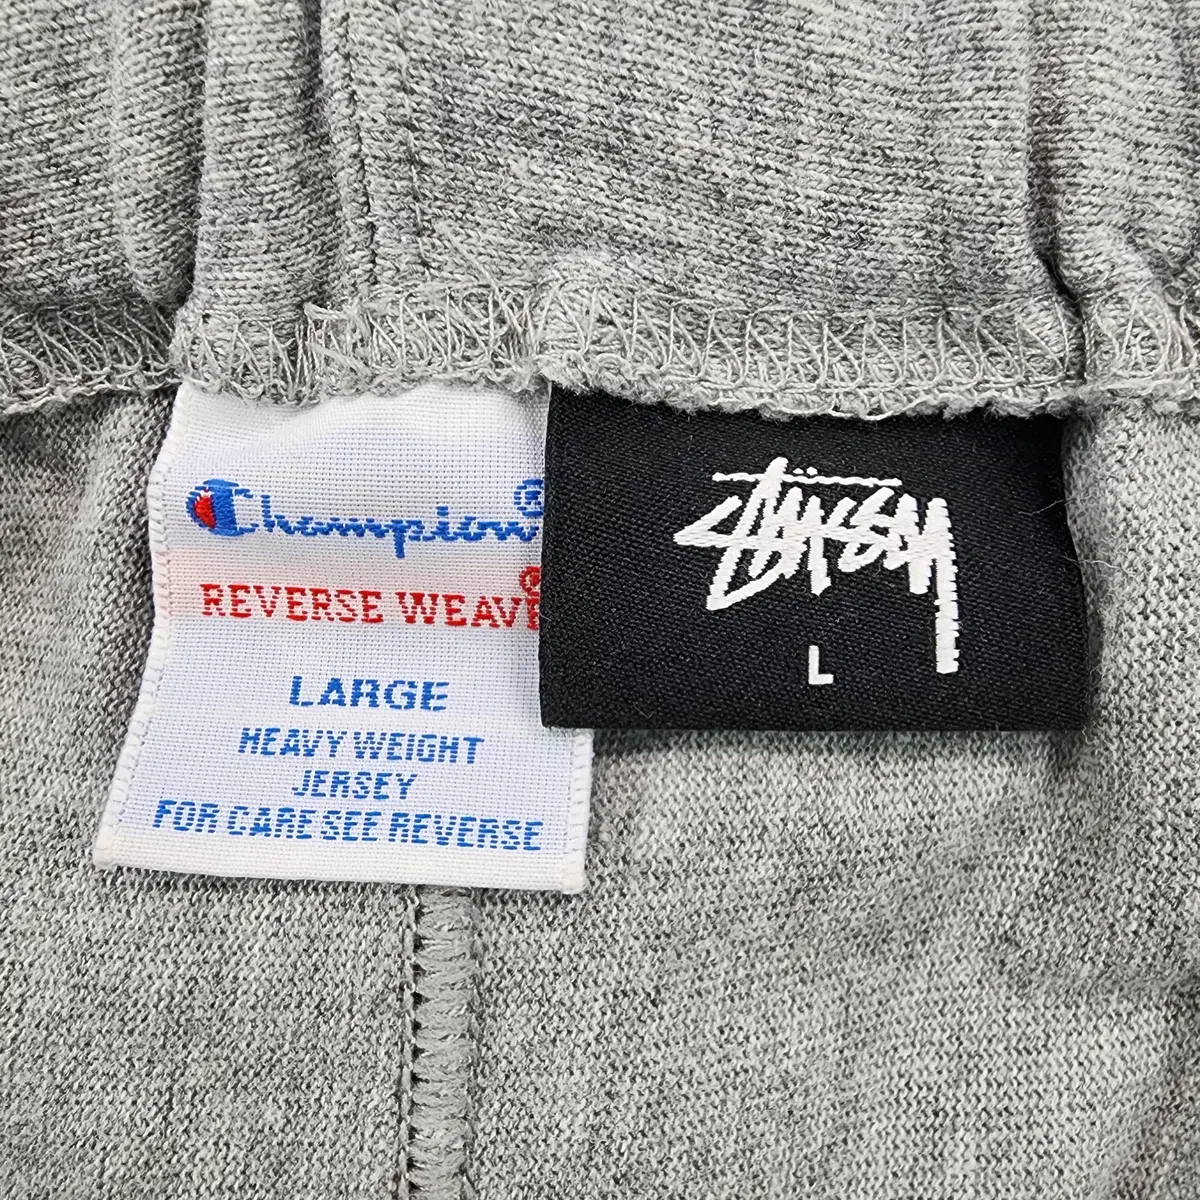 Champion®
REVERSE WEAVE®
LARGE
HEAVY WEIGHT
JERSEY
FOR CARE SEE REVERSE
Stüssy
L